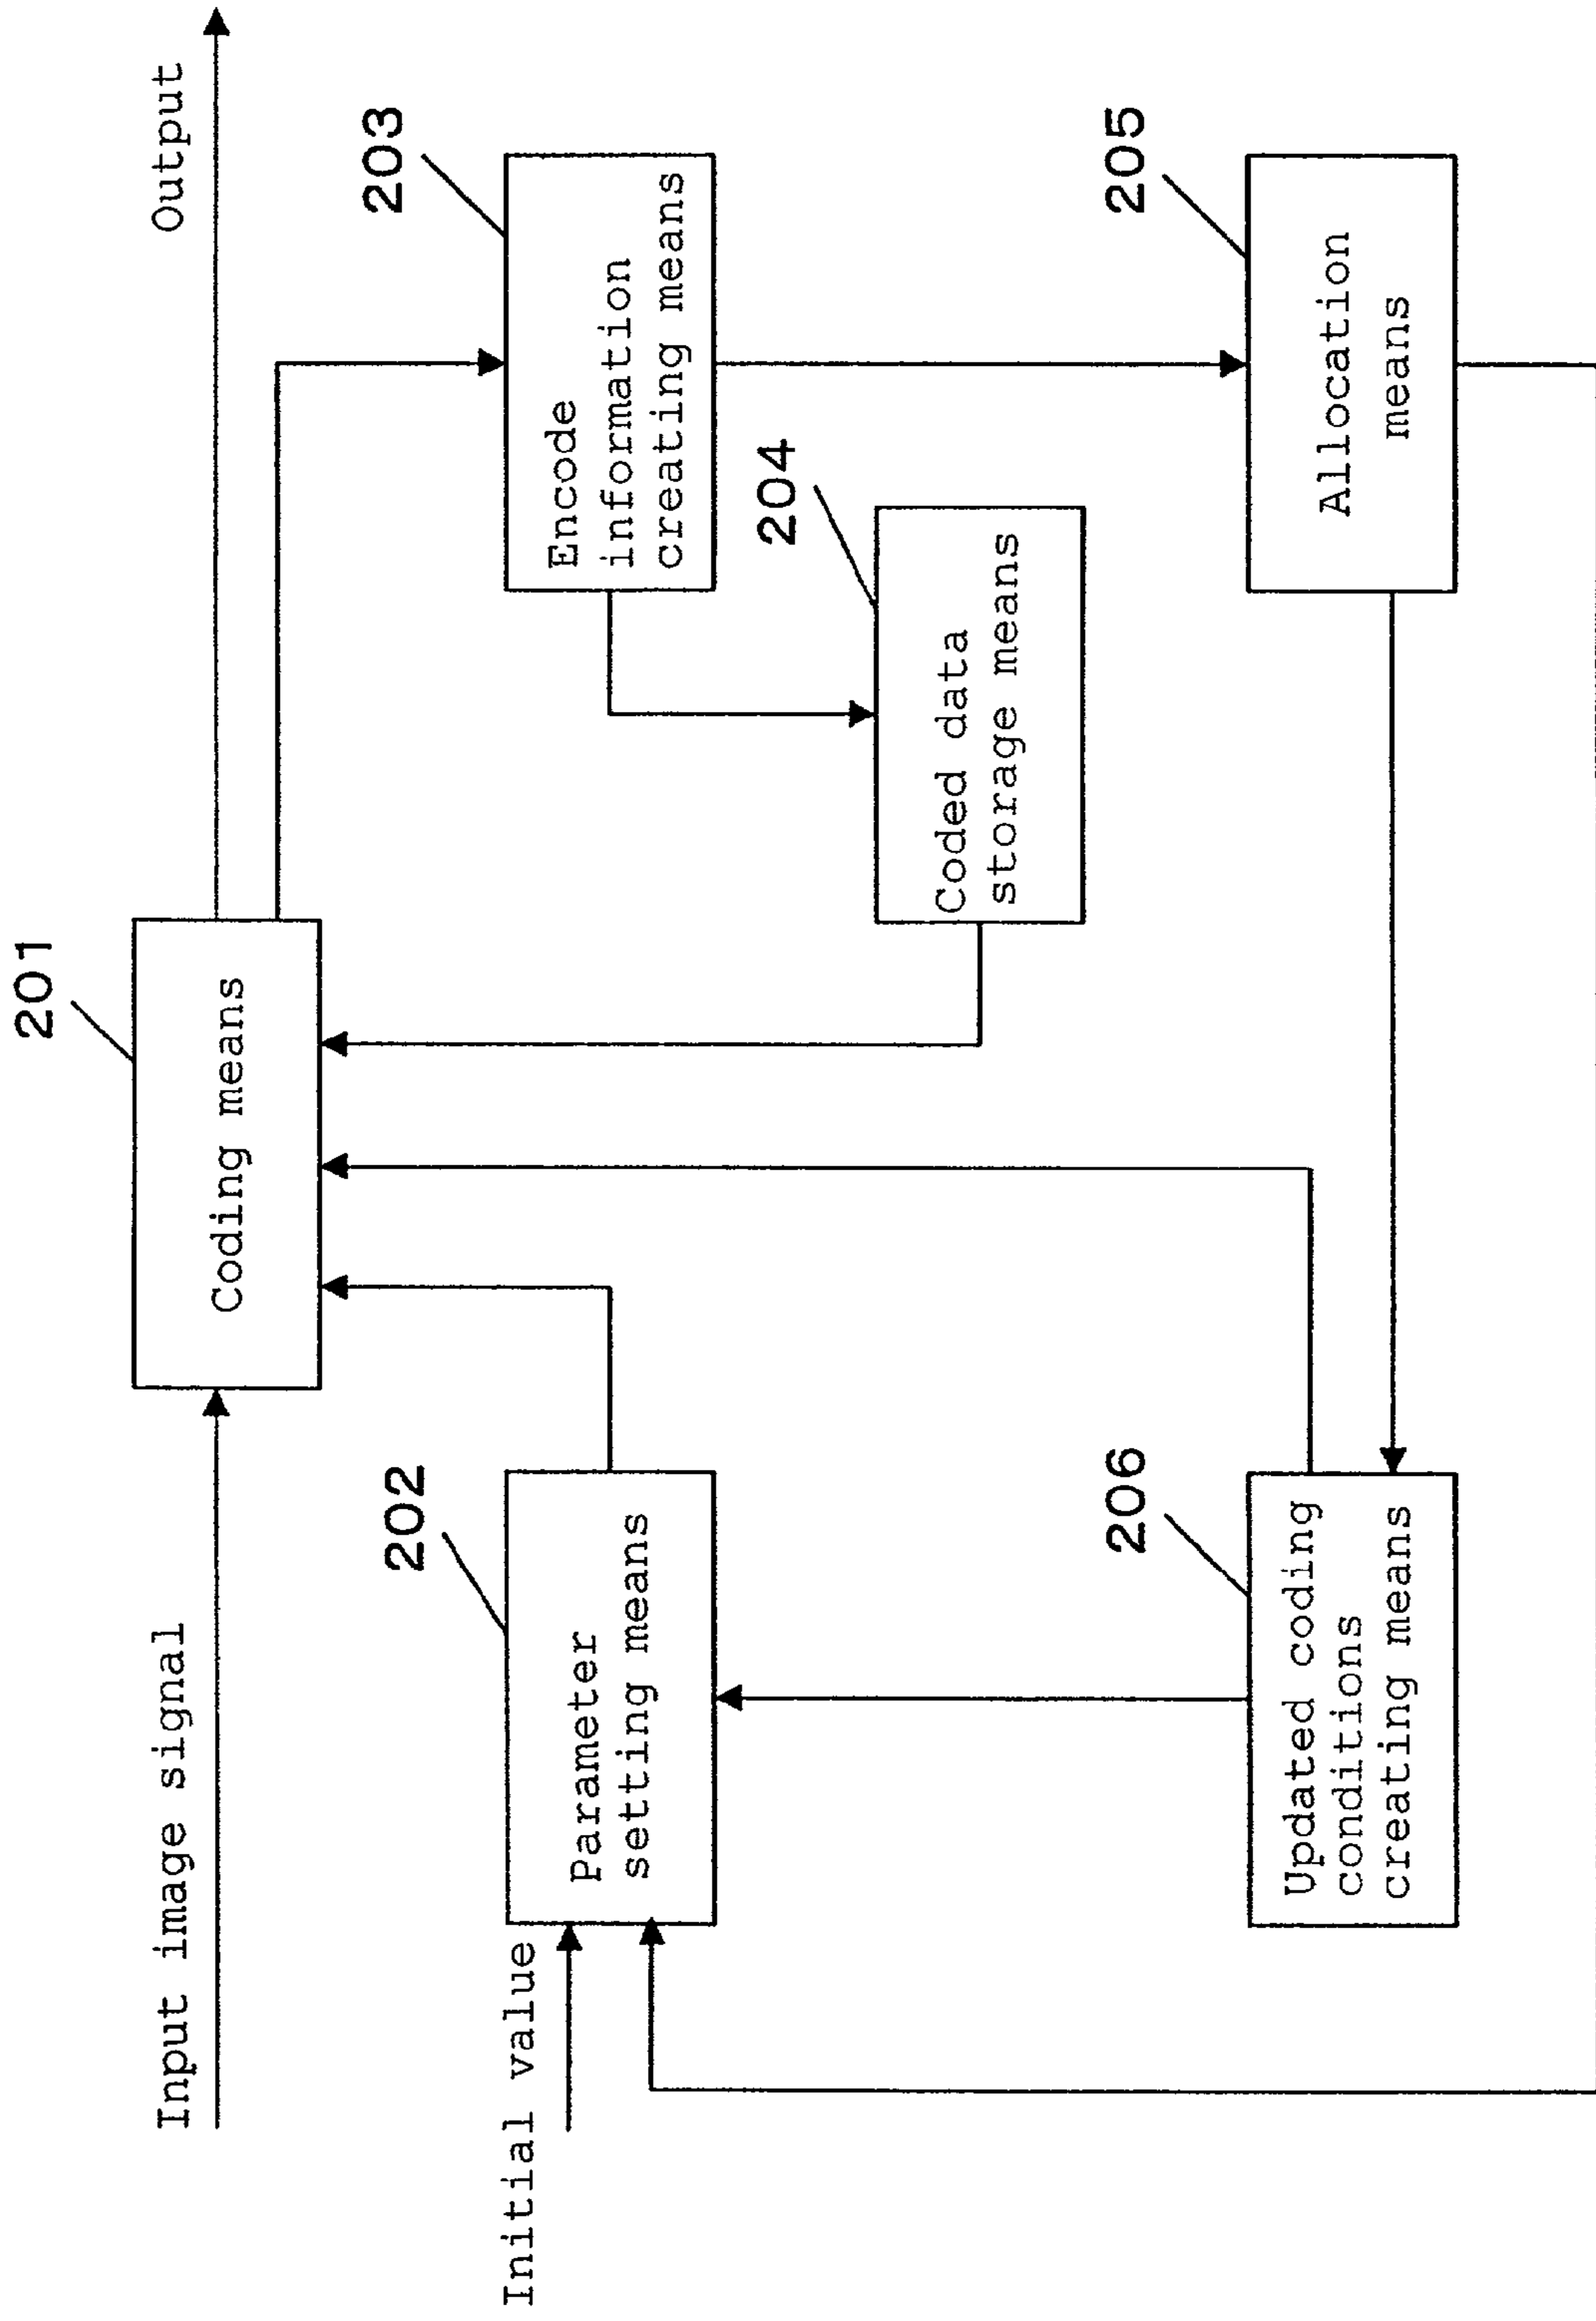 Input image signal
Output
201
Coding means
Initial value
202
Parameter
setting means
203
Encode
information
creating means
204
Coded data
storage means
205
Allocation
means
206
Updated coding
conditions
creating means